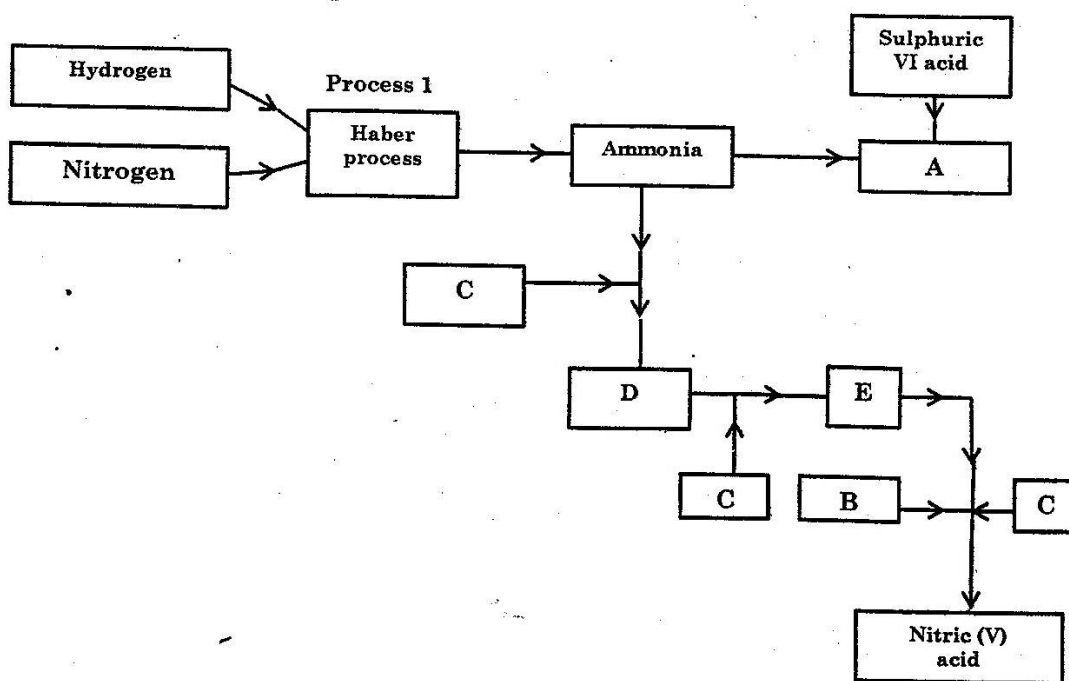 Hydrogen
Process 1
Sulphuric
VI acid
Nitrogen
Haber
process
Ammonia
A
C
D
E
C
B
C
Nitric (V)
acid